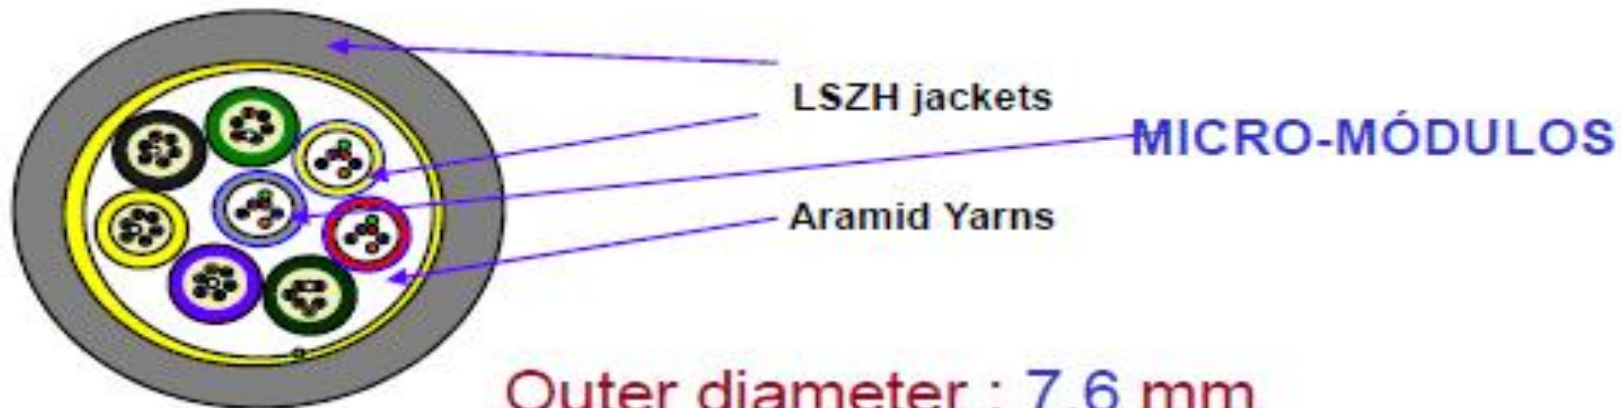 LSZH jackets
MICRO-MÓDULOS
Aramid Yarns
Outer diameter : 7.6 mm